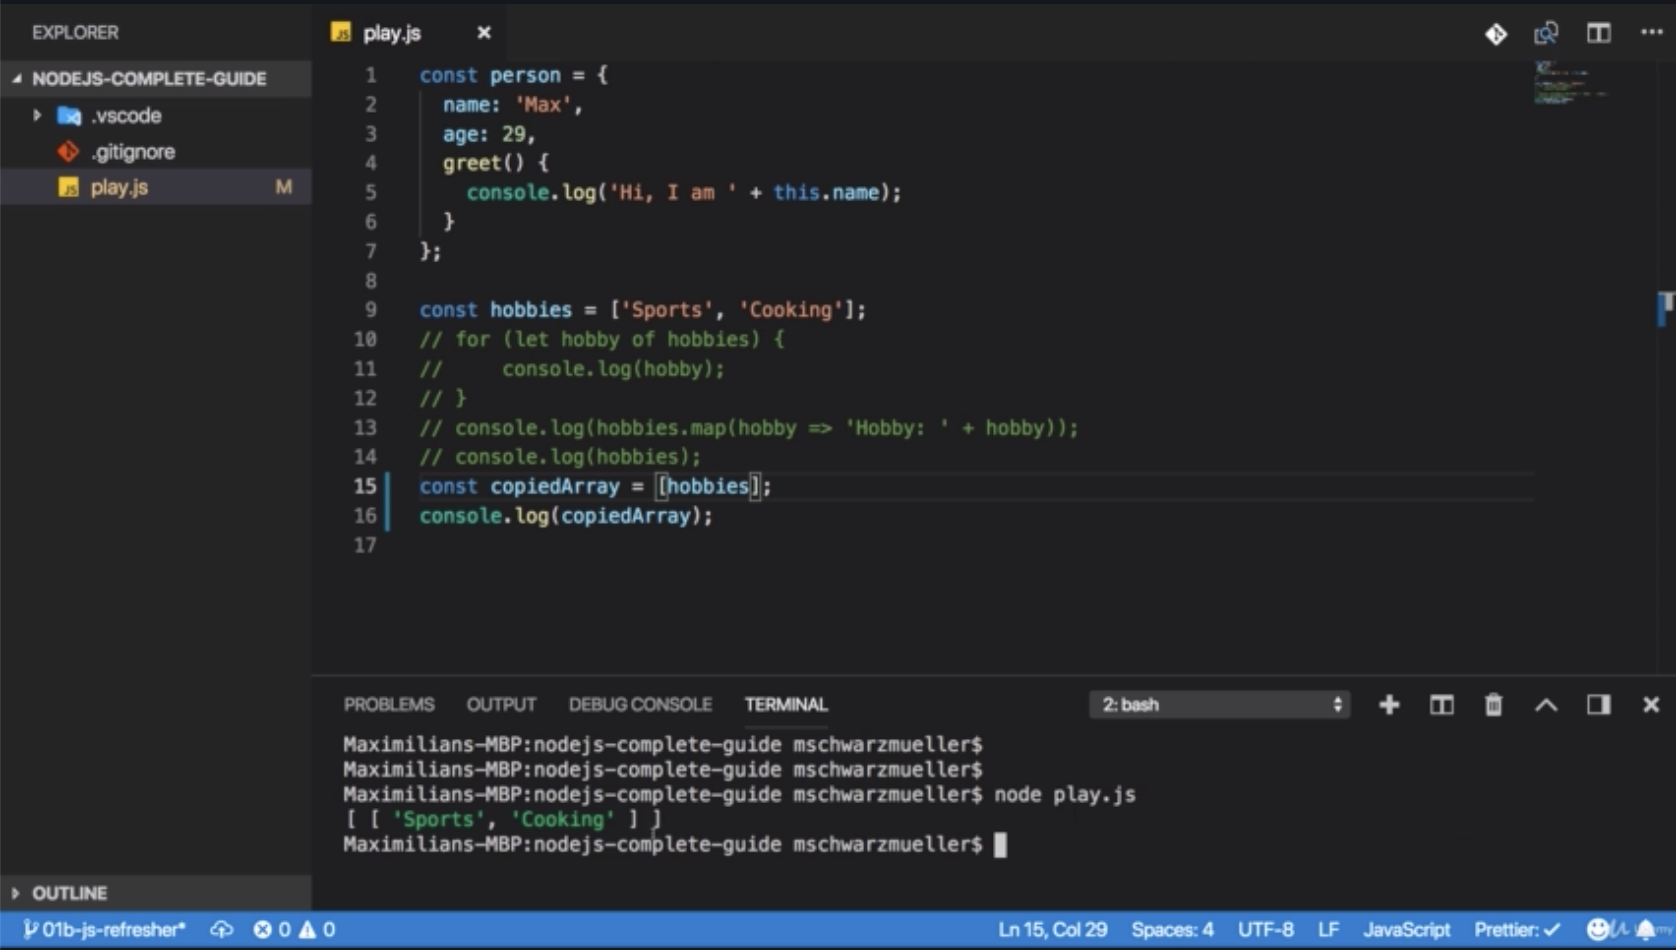 EXPLORER
NODEJS-COMPLETE-GUIDE
.vscode
.gitignore
play.js M
OUTLINE
play.js
1 const person = {
2   name: 'Max',
3   age: 29,
4   greet() {
5     console.log('Hi, I am ' + this.name);
6   }
7 };
8
9 const hobbies = ['Sports', 'Cooking'];
10 // for (let hobby of hobbies) {
11 //     console.log(hobby);
12 // }
13 // console.log(hobbies.map(hobby => 'Hobby: ' + hobby));
14 // console.log(hobbies);
15 const copiedArray = [hobbies];
16 console.log(copiedArray);
17
PROBLEMS OUTPUT DEBUG CONSOLE TERMINAL 2: bash
Maximilians-MBP:nodejs-complete-guide mschwarzmueller$
Maximilians-MBP:nodejs-complete-guide mschwarzmueller$
Maximilians-MBP:nodejs-complete-guide mschwarzmueller$ node play.js
[ [ 'Sports', 'Cooking' ] ]
Maximilians-MBP:nodejs-complete-guide mschwarzmueller$
01b-js-refresher* 0 0 Ln 15, Col 29 Spaces: 4 UTF-8 LF JavaScript Prettier: ✓